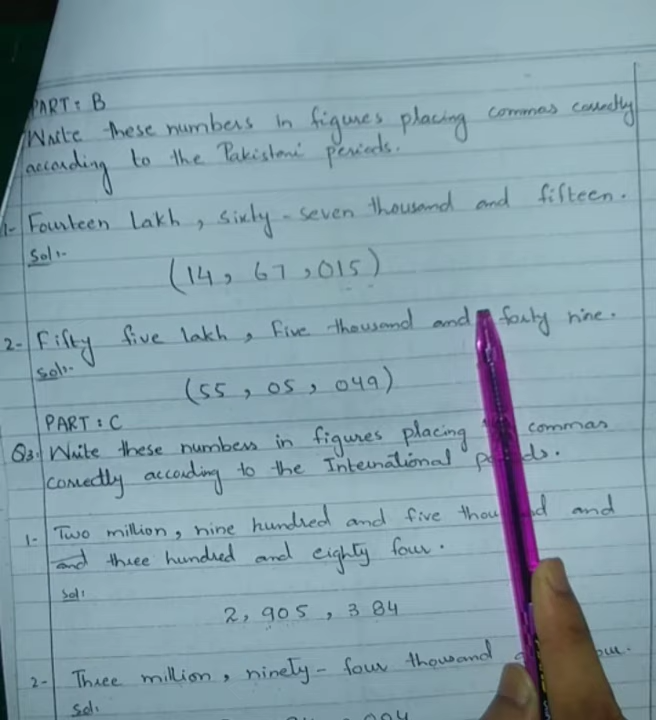 PART: B
Write these numbers in figures placing commas correctly
according to the Pakistani periods.
1- Fourteen Lakh, sixty-seven thousand and fifteen.
Sol:-
(14, 67, 015)
2- Fifty five lakh, Five thousand and forty nine.
Sol:-
(55, 05, 049)
PART: C
Q3. Write these numbers in figures placing commas
correctly according to the International
1- Two million, nine hundred and five and
and three hundred and eighty four.
Sol:
2, 905, 384
2- Three million, ninety-four thousand
Sol: